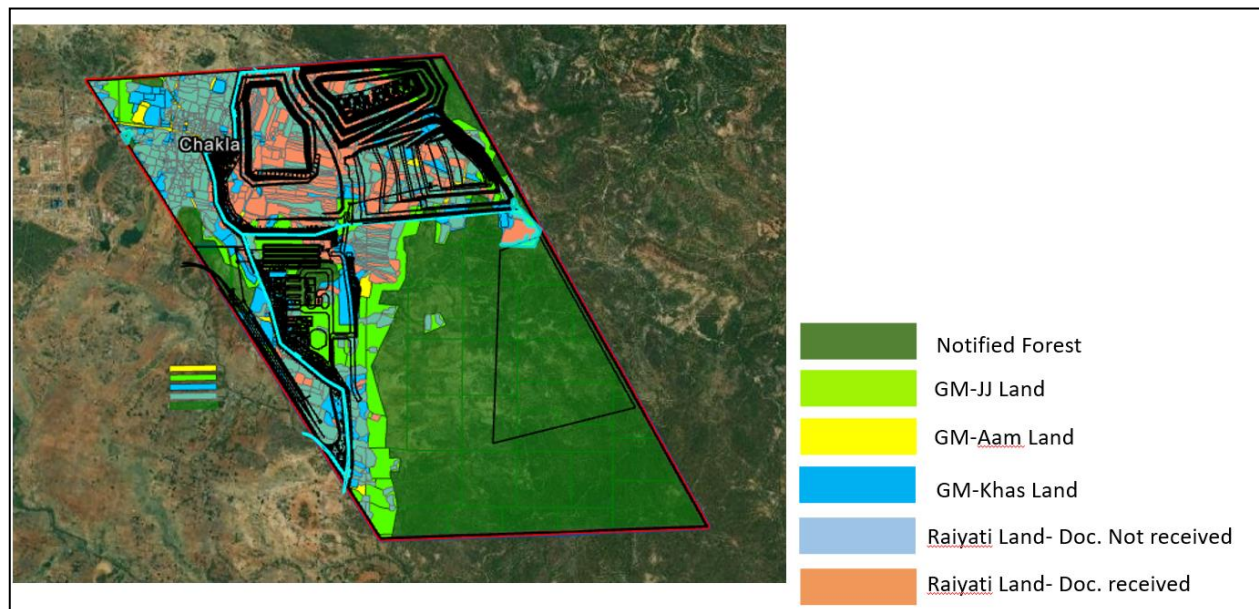 Chakla
Notified Forest
GM-JJ Land
GM-Aam Land
GM-Khas Land
Raiyati Land- Doc. Not received
Raiyati Land- Doc. received